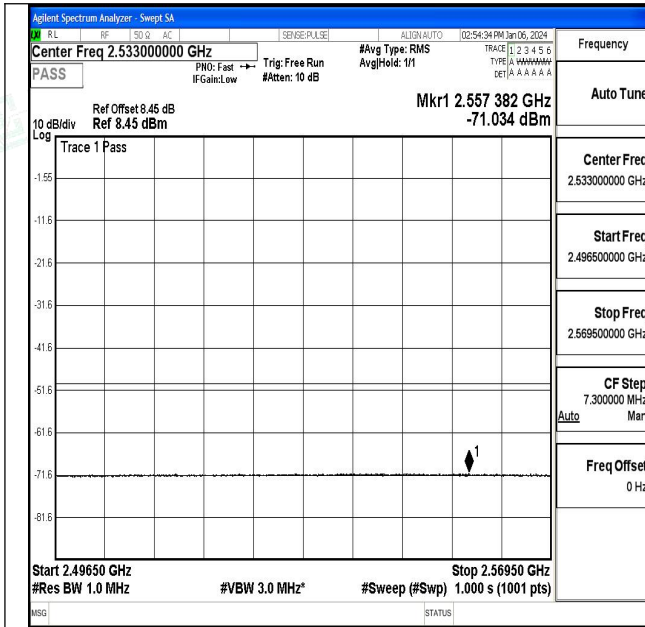 Agilent Spectrum Analyzer - Swept SA
RL RF 50 Ω AC SENSE:PULSE ALIGN AUTO 02:54:34 PM Jan 06, 2024
Center Freq 2.533000000 GHz
PNO: Fast
IFGain:Low
Trig: Free Run
#Atten: 10 dB
#Avg Type: RMS
Avg|Hold: 1/1
TRACE 1 2 3 4 5 6
TYPE A WWWWW
DET A A A A A A
PASS
Ref Offset 8.45 dB
Ref 8.45 dBm
10 dB/div
Log
Mkr1 2.557 382 GHz
-71.034 dBm
Trace 1 Pass
-1.55
-11.6
-21.6
-31.6
-41.6
-51.6
-61.6
-71.6
-81.6
1
Start 2.49650 GHz
Stop 2.56950 GHz
#Res BW 1.0 MHz
#VBW 3.0 MHz*
#Sweep (#Swp) 1.000 s (1001 pts)
MSG
STATUS
Frequency
Auto Tune
Center Freq
2.533000000 GHz
Start Freq
2.496500000 GHz
Stop Freq
2.569500000 GHz
CF Step
7.300000 MHz
Auto Man
Freq Offset
0 Hz